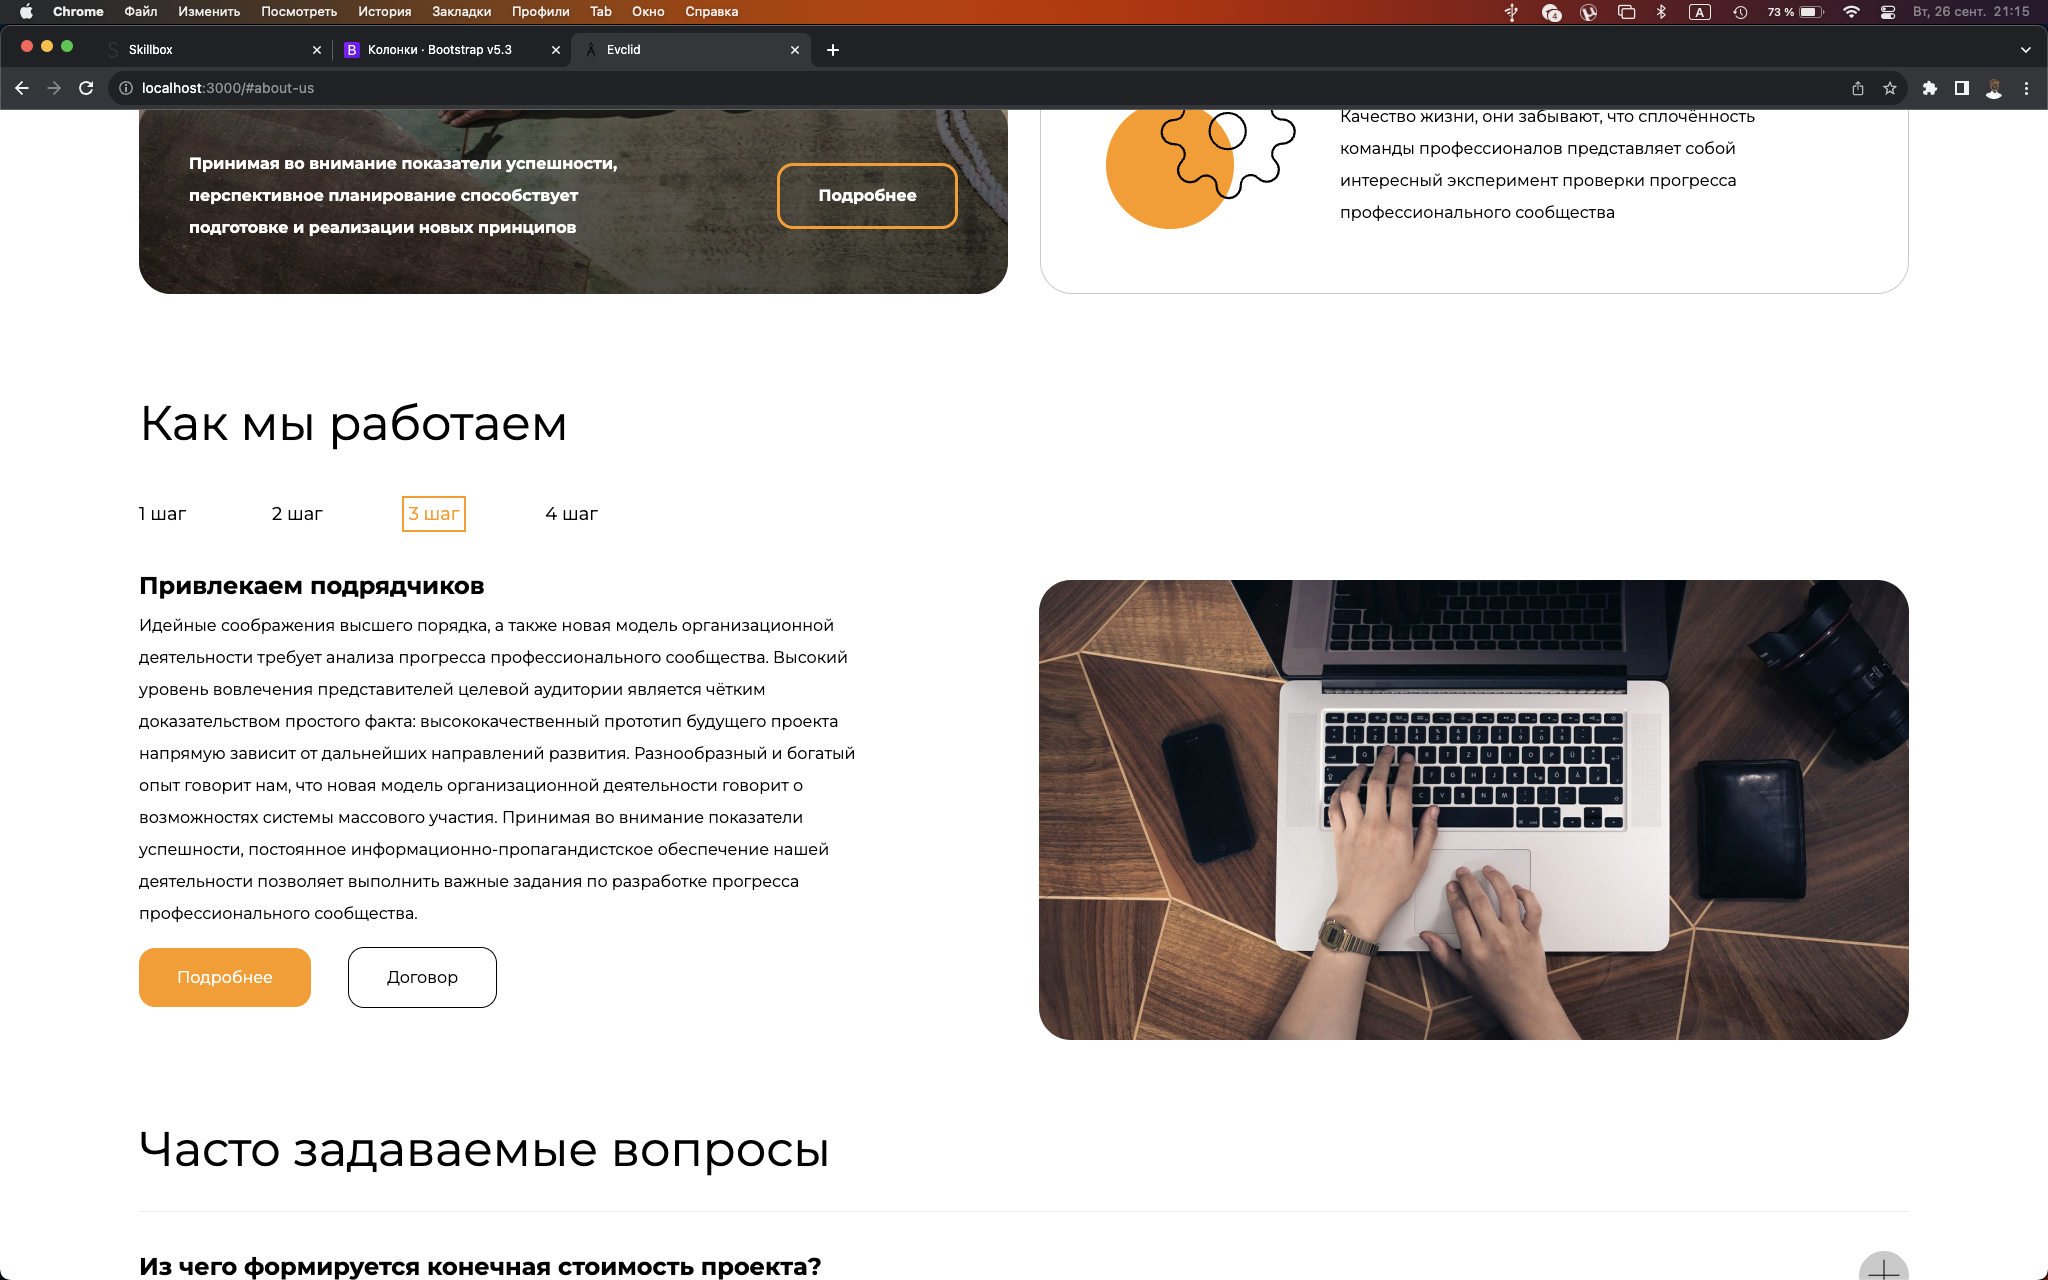 Chrome Файл Изменить Посмотреть История Закладки Профили Tab Окно Справка
A 73 % Вт, 26 сент. 21:15
Skillbox
Колонки · Bootstrap v5.3
Evclid
localhost:3000/#about-us
Принимая во внимание показатели успешности,
перспективное планирование способствует
подготовке и реализации новых принципов
Подробнее
Качество жизни, они забывают, что сплочённость
команды профессионалов представляет собой
интересный эксперимент проверки прогресса
профессионального сообщества
Как мы работаем
1 шаг 2 шаг 3 шаг 4 шаг
Привлекаем подрядчиков
Идейные соображения высшего порядка, а также новая модель организационной
деятельности требует анализа прогресса профессионального сообщества. Высокий
уровень вовлечения представителей целевой аудитории является чётким
доказательством простого факта: высококачественный прототип будущего проекта
напрямую зависит от дальнейших направлений развития. Разнообразный и богатый
опыт говорит нам, что новая модель организационной деятельности говорит о
возможностях системы массового участия. Принимая во внимание показатели
успешности, постоянное информационно-пропагандистское обеспечение нашей
деятельности позволяет выполнить важные задания по разработке прогресса
профессионального сообщества.
Подробнее Договор
Часто задаваемые вопросы
Из чего формируется конечная стоимость проекта?